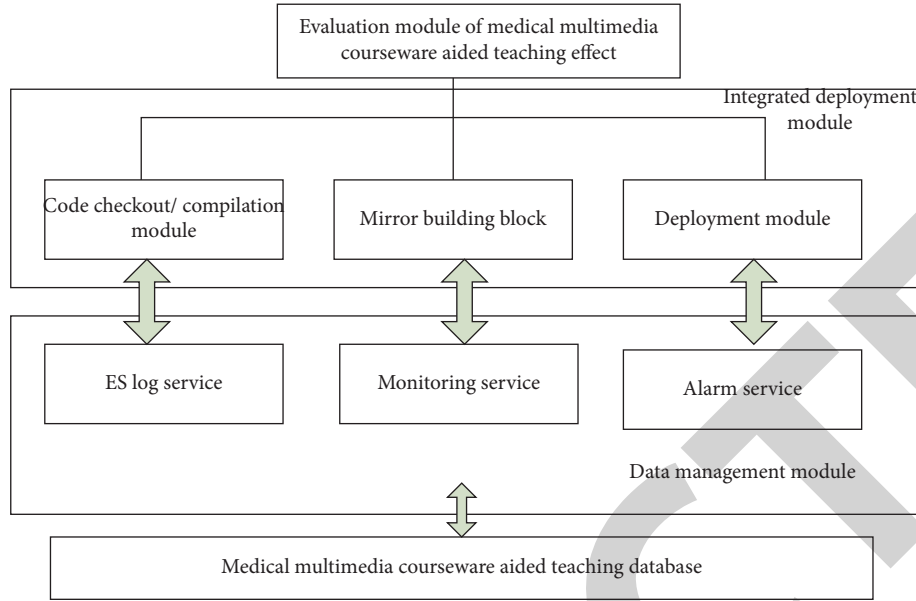 Evaluation module of medical multimedia
courseware aided teaching effect
Integrated deployment
module
Code checkout/ compilation
module
Mirror building block
Deployment module
ES log service
Monitoring service
Alarm service
Data management module
Medical multimedia courseware aided teaching database